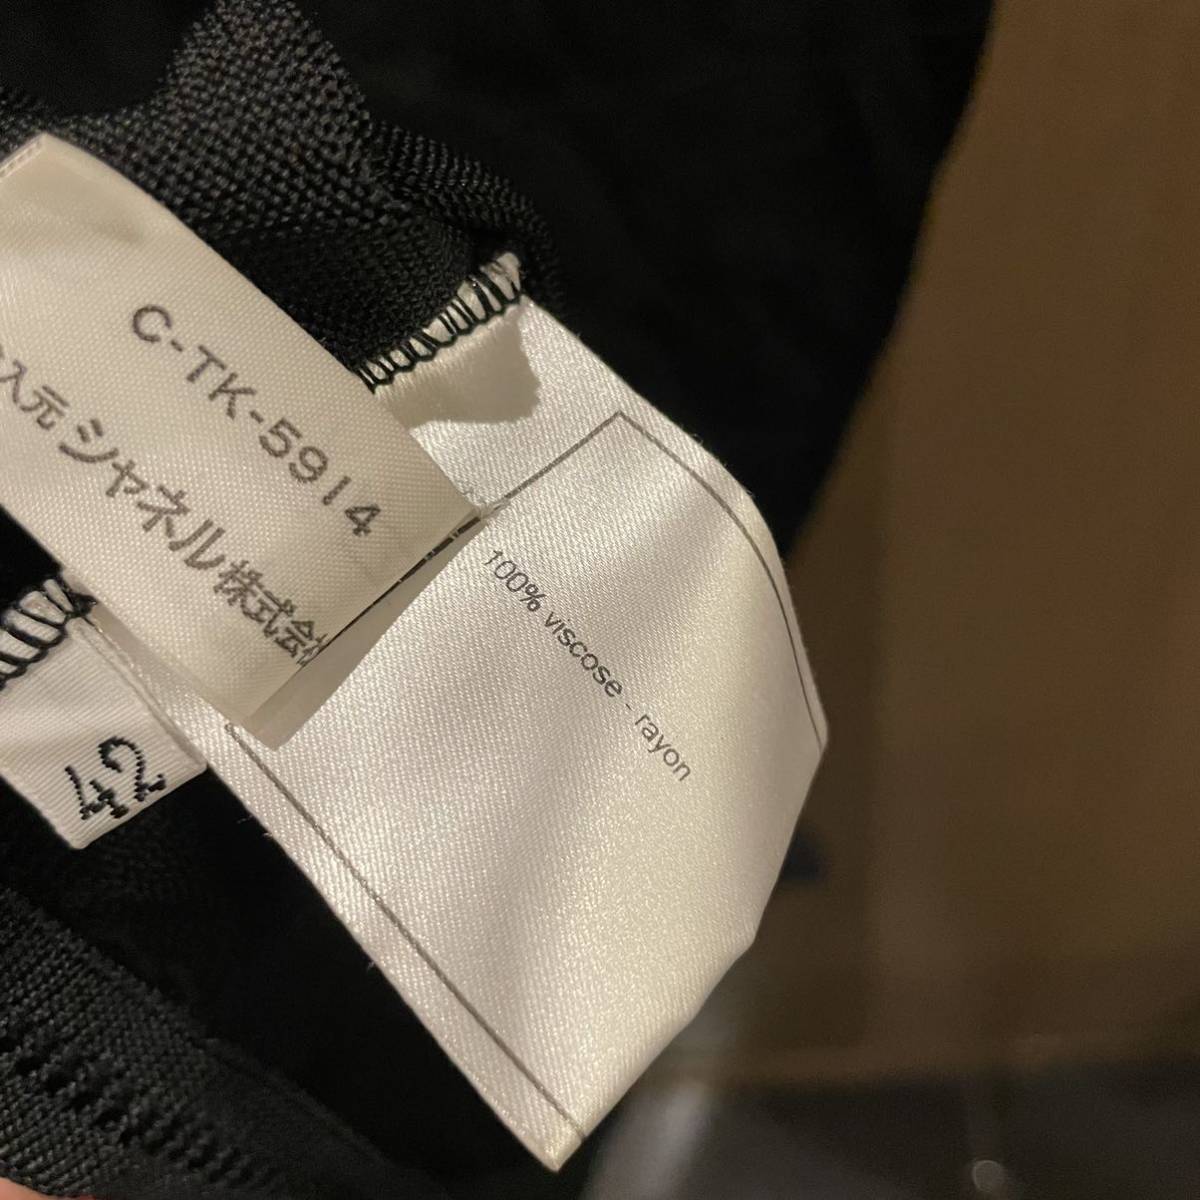 C-TK-5914
入元 シャネル株式会
100% viscose - rayon
42